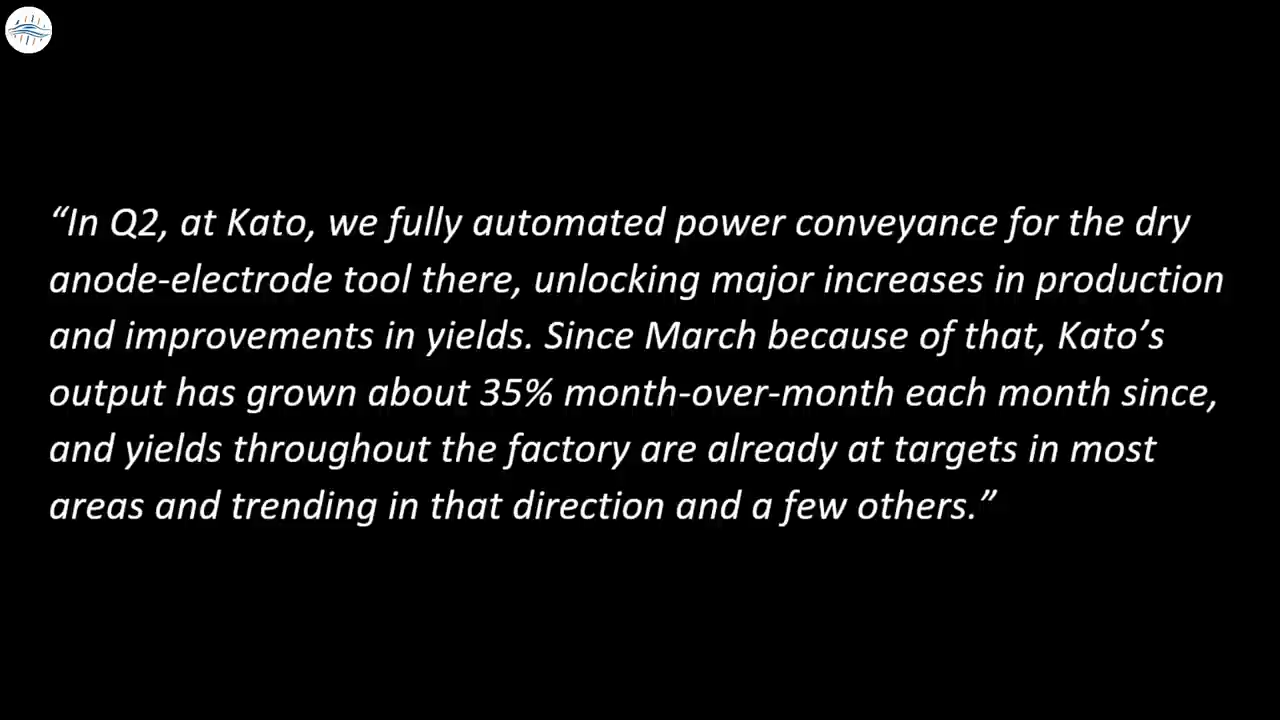 “In Q2, at Kato, we fully automated power conveyance for the dry
anode-electrode tool there, unlocking major increases in production
and improvements in yields. Since March because of that, Kato’s
output has grown about 35% month-over-month each month since,
and yields throughout the factory are already at targets in most
areas and trending in that direction and a few others.”